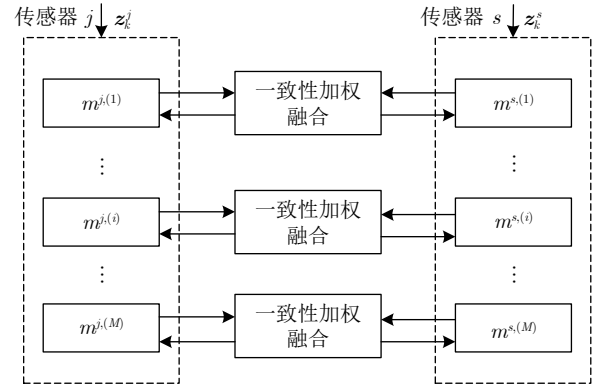 传感器 j z_k^j 传感器 s z_k^s
m^{j,(1)} 一致性加权 m^{s,(1)}
融合
⋮ ⋮
m^{j,(i)} 一致性加权 m^{s,(i)}
融合
⋮ ⋮
m^{j,(M)} 一致性加权 m^{s,(M)}
融合